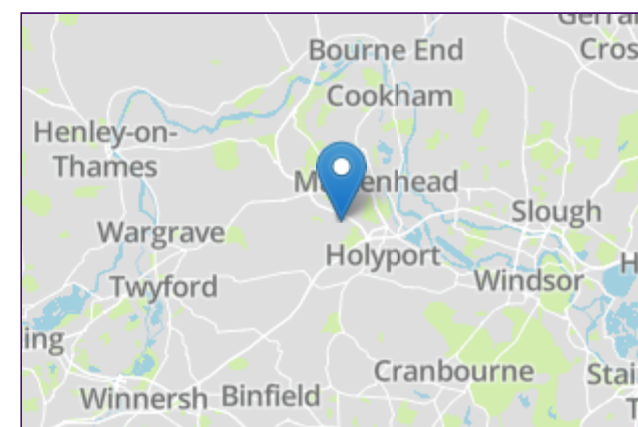 Bourne End
Cookham
Henley-on-
Thames
Slough
Wargrave
Holyport
Windsor
Twyford
ing
Cranbourne
Stai
Winnersh
Binfield
H
T
Cros